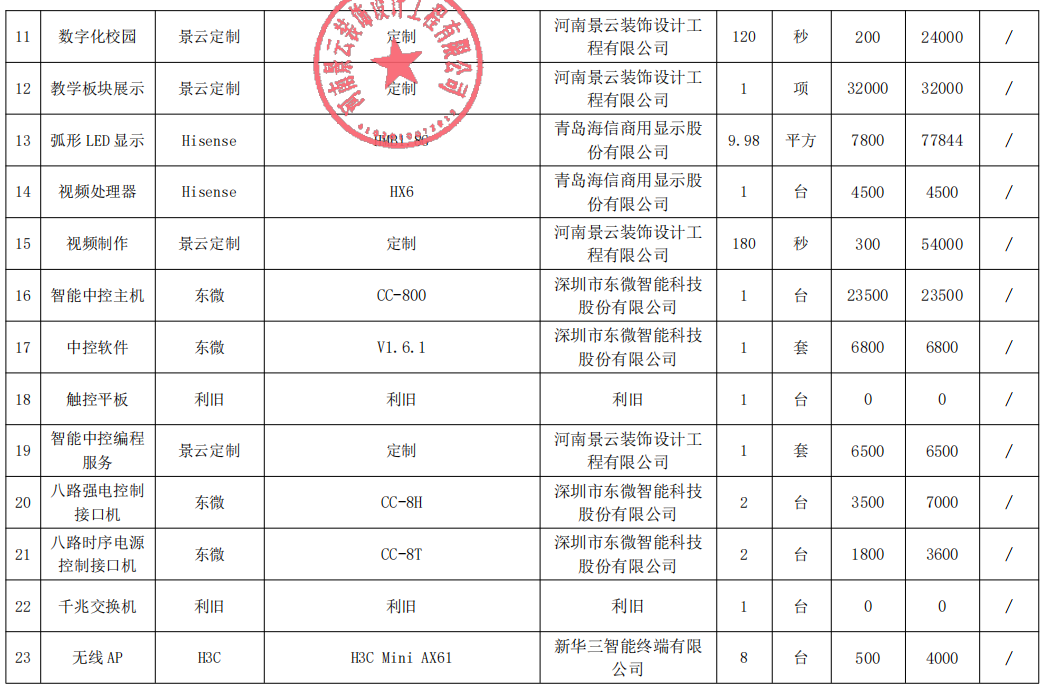 11 数字化校园 景云定制 定制 河南景云装饰设计工程有限公司 120 秒 200 24000 /
12 教学板块展示 景云定制 定制 河南景云装饰设计工程有限公司 1 项 32000 32000 /
13 弧形 LED 显示 Hisense 青岛海信商用显示股份有限公司 9.98 平方 7800 77844 /
14 视频处理器 Hisense HX6 青岛海信商用显示股份有限公司 1 台 4500 4500 /
15 视频制作 景云定制 定制 河南景云装饰设计工程有限公司 180 秒 300 54000 /
16 智能中控主机 东微 CC-800 深圳市东微智能科技股份有限公司 1 台 23500 23500 /
17 中控软件 东微 V1.6.1 深圳市东微智能科技股份有限公司 1 套 6800 6800 /
18 触控平板 利旧 利旧 利旧 1 台 0 0 /
19 智能中控编程服务 景云定制 定制 河南景云装饰设计工程有限公司 1 套 6500 6500 /
20 八路强电控制接口机 东微 CC-8H 深圳市东微智能科技股份有限公司 2 台 3500 7000 /
21 八路时序电源控制接口机 东微 CC-8T 深圳市东微智能科技股份有限公司 2 台 1800 3600 /
22 千兆交换机 利旧 利旧 利旧 1 台 0 0 /
23 无线 AP H3C H3C Mini AX61 新华三智能终端有限公司 8 台 500 4000 /
河南景云装饰设计工程有限公司